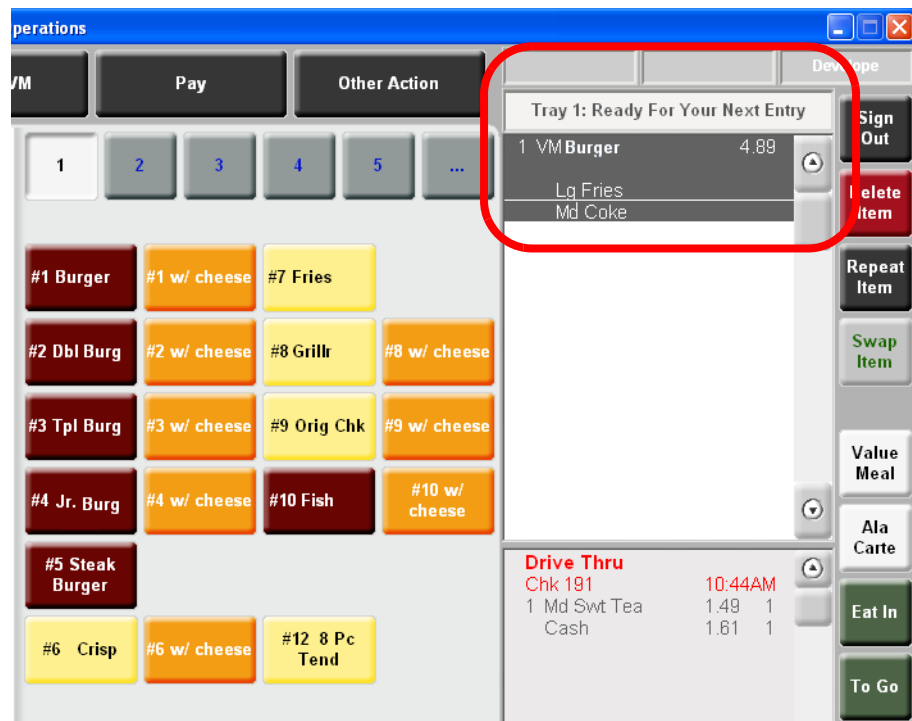 perations
VM
Pay
Other Action
Develope
Tray 1: Ready For Your Next Entry
Sign
Out
1
2
3
4
5
...
1 VM Burger 4.89
Lg Fries
Md Coke
Delete
Item
#1 Burger
#1 w/ cheese
#7 Fries
Repeat
Item
#2 Dbl Burg
#2 w/ cheese
#8 Grillr
#8 w/ cheese
Swap
Item
#3 Tpl Burg
#3 w/ cheese
#9 Orig Chk
#9 w/ cheese
Value
Meal
#4 Jr. Burg
#4 w/ cheese
#10 Fish
#10 w/
cheese
Ala
Carte
#5 Steak
Burger
Drive Thru
Chk 191 10:44AM
1 Md Swt Tea 1.49 1
Cash 1.61 1
Eat In
#6 Crisp
#6 w/ cheese
#12 8 Pc
Tend
To Go